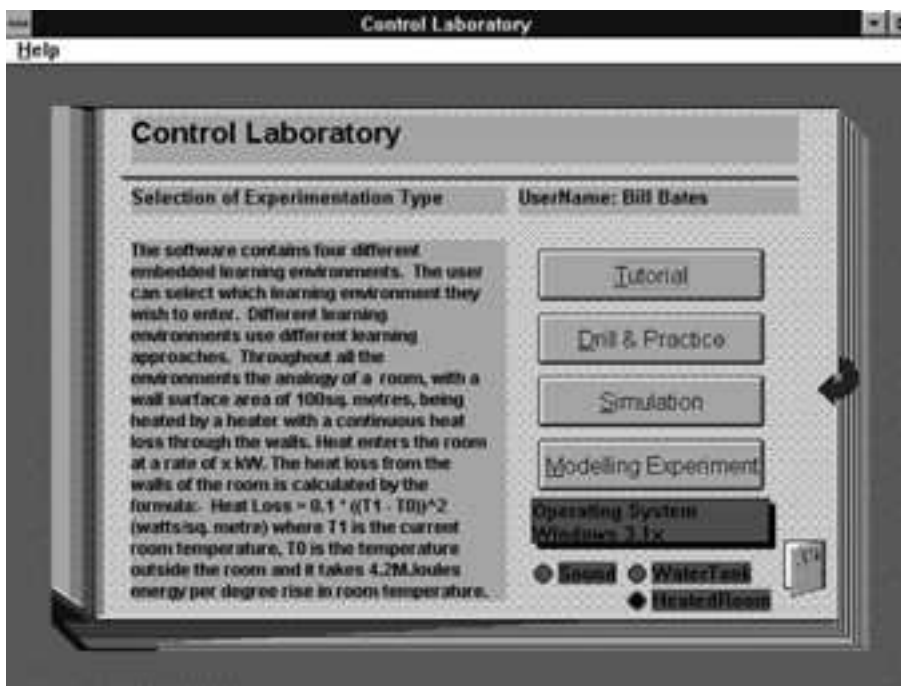 Control Laboratory
Help
Control Laboratory
Selection of Experimentation Type
UserName: Bill Bates
The software contains four different
embedded learning environments. The user
can select which learning environment they
wish to enter. Different learning
environments use different learning
approaches. Throughout all the
environments the analogy of a room, with a
wall surface area of 100sq. metres, being
heated by a heater with a continuous heat
loss through the walls. Heat enters the room
at a rate of x kW. The heat loss from the
walls of the room is calculated by the
formula:- Heat Loss = 0.1 * ((T1 - T0))^2
(watts/sq. metre) where T1 is the current
room temperature, T0 is the temperature
outside the room and it takes 4.2MJoules
energy per degree rise in room temperature.
Tutorial
Drill & Practice
Simulation
Modelling Experiment
Operating System
Windows 3.1x
Sound
WaterTank
HeatedRoom